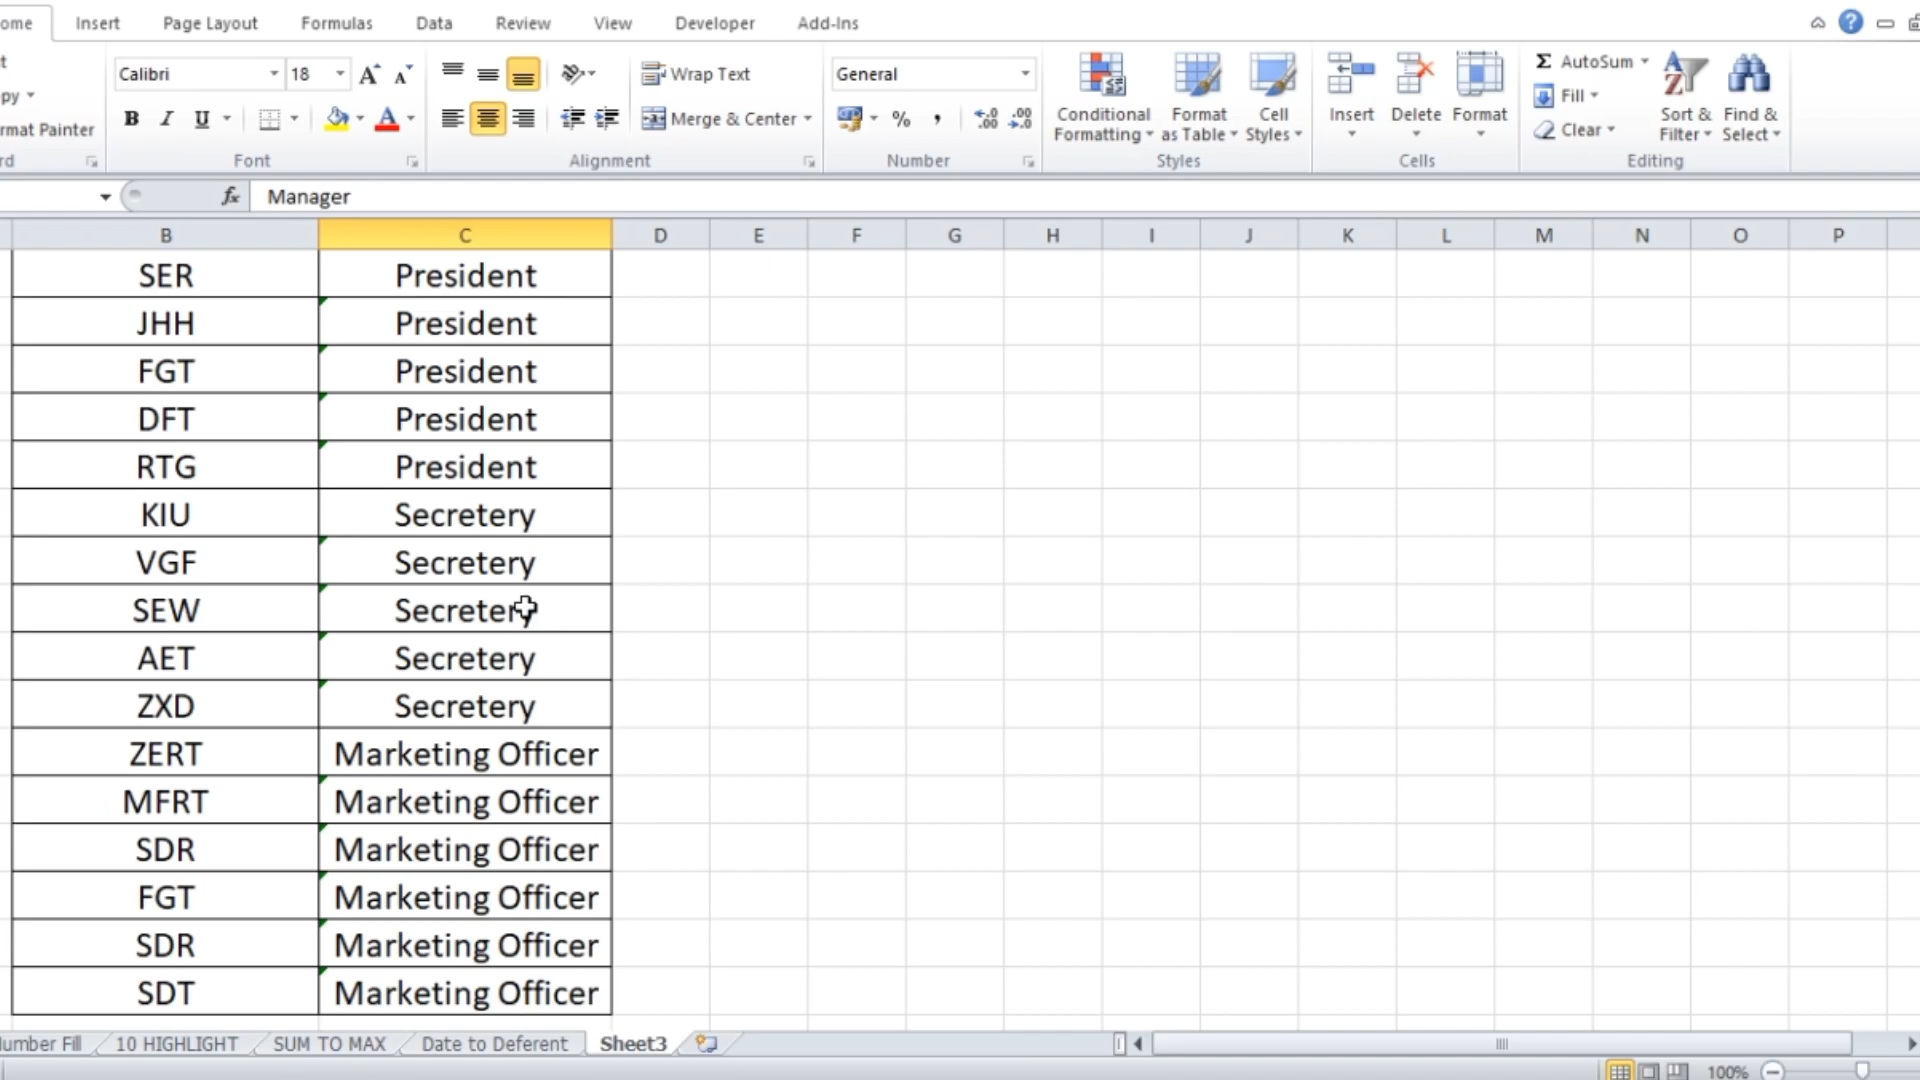 ome Insert Page Layout Formulas Data Review View Developer Add-Ins
t
py
rmat Painter
rd
Calibri 18 A A
B I U A
Font
Wrap Text
Merge & Center
Alignment
General
% ,
Number
Conditional Formatting
Format as Table
Cell Styles
Styles
Insert Delete Format
Cells
Σ AutoSum
Fill
Clear
Sort & Filter
Find & Select
Editing
fx Manager
B C D E F G H I J K L M N O P
SER President
JHH President
FGT President
DFT President
RTG President
KIU Secretery
VGF Secretery
SEW Secretery
AET Secretery
ZXD Secretery
ZERT Marketing Officer
MFRT Marketing Officer
SDR Marketing Officer
FGT Marketing Officer
SDR Marketing Officer
SDT Marketing Officer
umber Fill 10 HIGHLIGHT SUM TO MAX Date to Deferent Sheet3
100%